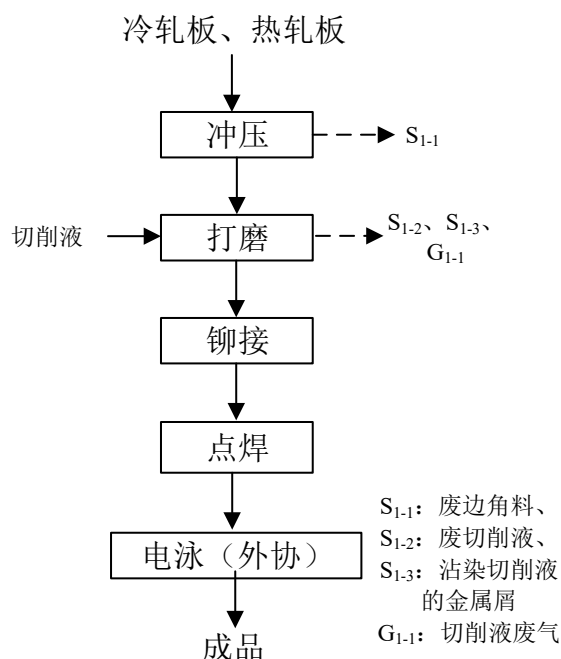 冷轧板、热轧板
冲压
S1-1
切削液
打磨
S1-2、S1-3、
G1-1
铆接
点焊
电泳（外协）
成品
S1-1：废边角料、
S1-2：废切削液、
S1-3：沾染切削液
的金属屑
G1-1：切削液废气